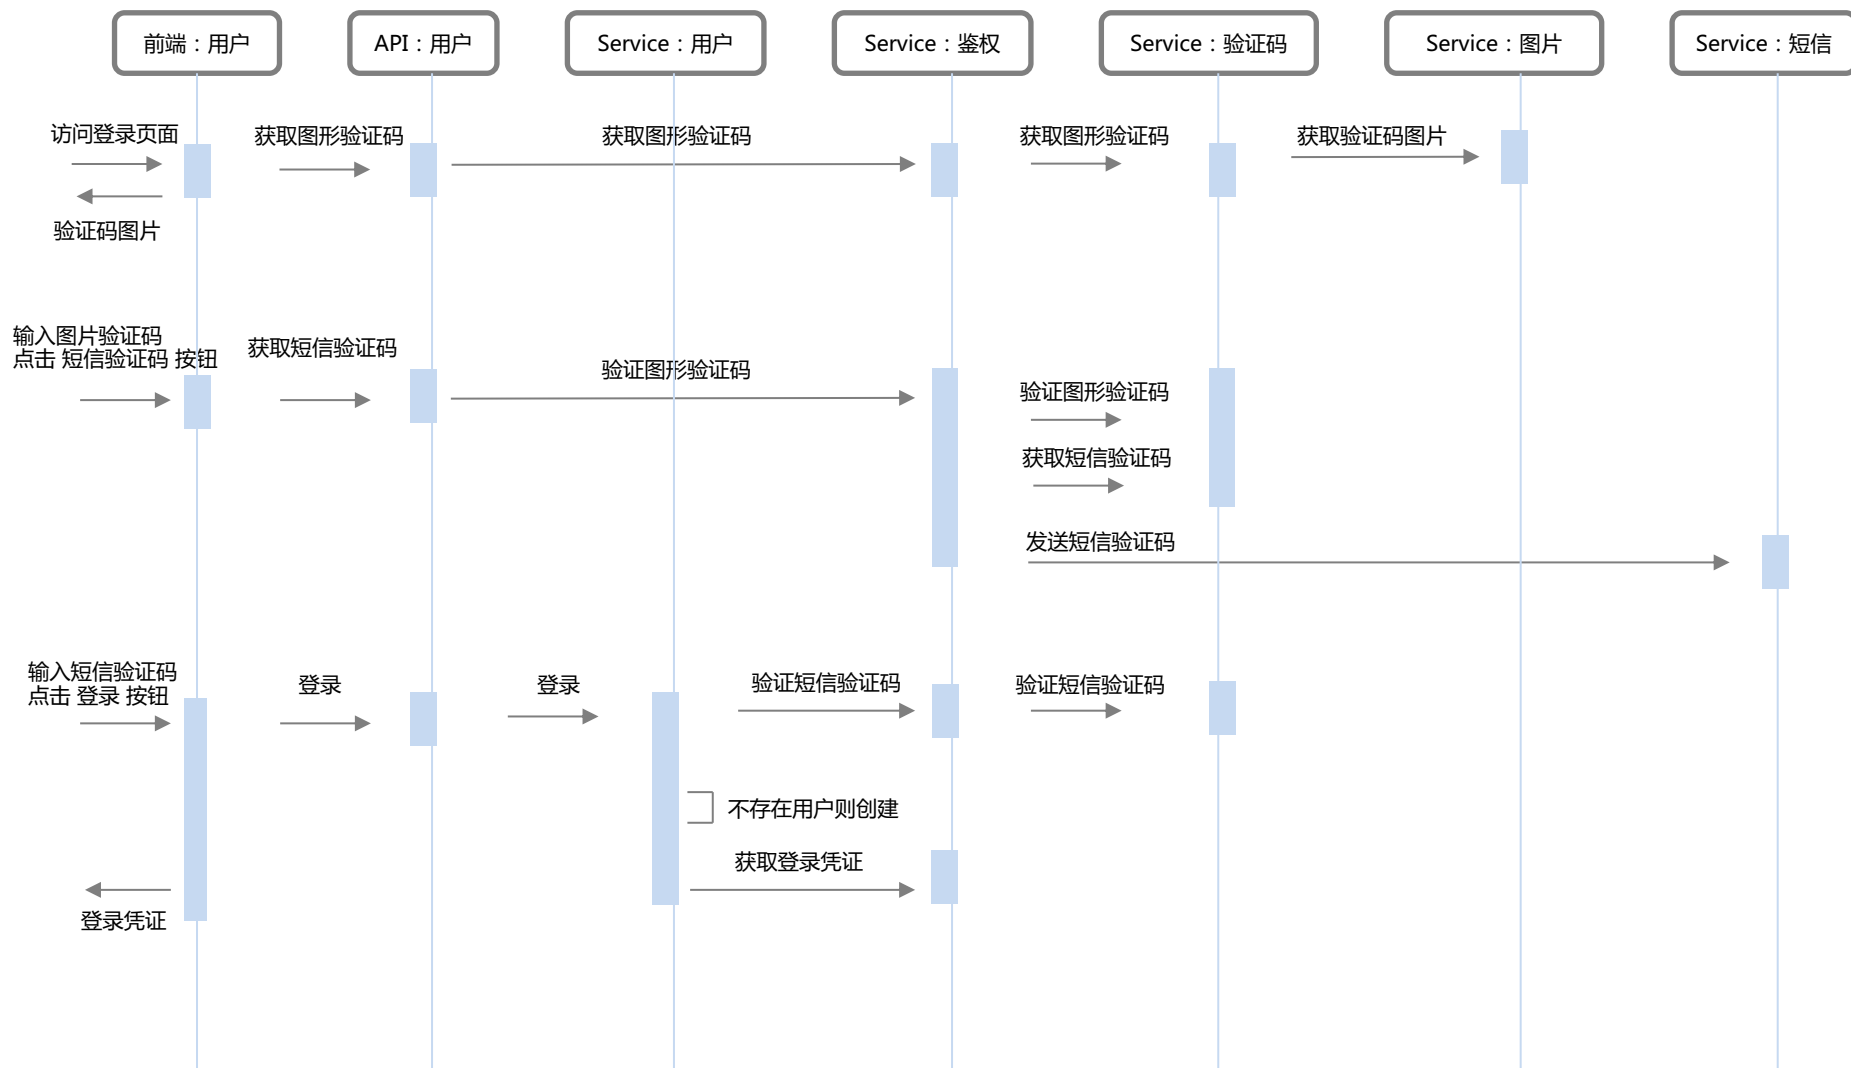 前端：用户
API：用户
Service：用户
Service：鉴权
Service：验证码
Service：图片
Service：短信
访问登录页面
获取图形验证码
获取图形验证码
获取图形验证码
获取验证码图片
验证码图片
输入图片验证码
点击 短信验证码 按钮
获取短信验证码
验证图形验证码
验证图形验证码
获取短信验证码
发送短信验证码
输入短信验证码
点击 登录 按钮
登录
登录
验证短信验证码
验证短信验证码
不存在用户则创建
获取登录凭证
登录凭证